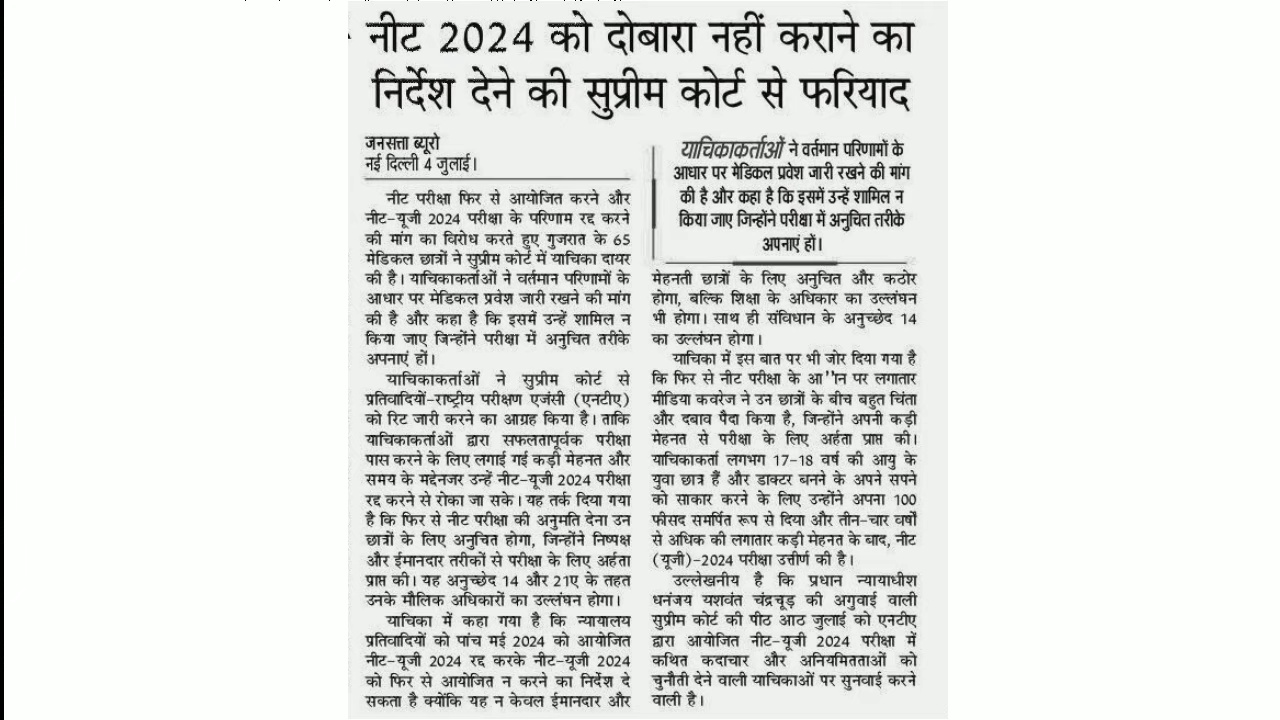 नीट 2024 को दोबारा नहीं कराने का
निर्देश देने की सुप्रीम कोर्ट से फरियाद
जनसत्ता ब्यूरो
नई दिल्ली 4 जुलाई।
नीट परीक्षा फिर से आयोजित करने और
नीट-यूजी 2024 परीक्षा के परिणाम रद्द करने
की मांग का विरोध करते हुए गुजरात के 65
मेडिकल छात्रों ने सुप्रीम कोर्ट में याचिका दायर
की है। याचिकाकर्ताओं ने वर्तमान परिणामों के
आधार पर मेडिकल प्रवेश जारी रखने की मांग
की है और कहा है कि इसमें उन्हें शामिल न
किया जाए जिन्होंने परीक्षा में अनुचित तरीके
अपनाएं हों।
याचिकाकर्ताओं ने सुप्रीम कोर्ट से
प्रतिवादियों-राष्ट्रीय परीक्षण एजंसी (एनटीए)
को रिट जारी करने का आग्रह किया है। ताकि
याचिकाकर्ताओं द्वारा सफलतापूर्वक परीक्षा
पास करने के लिए लगाई गई कड़ी मेहनत और
समय के मद्देनजर उन्हें नीट-यूजी 2024 परीक्षा
रद्द करने से रोका जा सके। यह तर्क दिया गया
है कि फिर से नीट परीक्षा की अनुमति देना उन
छात्रों के लिए अनुचित होगा, जिन्होंने निष्पक्ष
और ईमानदार तरीकों से परीक्षा के लिए अर्हता
प्राप्त की। यह अनुच्छेद 14 और 21ए के तहत
उनके मौलिक अधिकारों का उल्लंघन होगा।
याचिका में कहा गया है कि न्यायालय
प्रतिवादियों को पांच मई 2024 को आयोजित
नीट-यूजी 2024 रद्द करके नीट-यूजी 2024
को फिर से आयोजित न करने का निर्देश दे
सकता है क्योंकि यह न केवल ईमानदार और
याचिकाकर्ताओं ने वर्तमान परिणामों के
आधार पर मेडिकल प्रवेश जारी रखने की मांग
की है और कहा है कि इसमें उन्हें शामिल न
किया जाए जिन्होंने परीक्षा में अनुचित तरीके
अपनाएं हों।
मेहनती छात्रों के लिए अनुचित और कठोर
होगा, बल्कि शिक्षा के अधिकार का उल्लंघन
भी होगा। साथ ही संविधान के अनुच्छेद 14
का उल्लंघन होगा।
याचिका में इस बात पर भी जोर दिया गया है
कि फिर से नीट परीक्षा के आ''ान पर लगातार
मीडिया कवरेज ने उन छात्रों के बीच बहुत चिंता
और दबाव पैदा किया है, जिन्होंने अपनी कड़ी
मेहनत से परीक्षा के लिए अर्हता प्राप्त की।
याचिकाकर्ता लगभग 17-18 वर्ष की आयु के
युवा छात्र हैं और डाक्टर बनने के अपने सपने
को साकार करने के लिए उन्होंने अपना 100
फीसद समर्पित रूप से दिया और तीन-चार वर्षों
से अधिक की लगातार कड़ी मेहनत के बाद, नीट
(यूजी)-2024 परीक्षा उत्तीर्ण की है।
उल्लेखनीय है कि प्रधान न्यायाधीश
धनंजय यशवंत चंद्रचूड़ की अगुवाई वाली
सुप्रीम कोर्ट की पीठ आठ जुलाई को एनटीए
द्वारा आयोजित नीट-यूजी 2024 परीक्षा में
कथित कदाचार और अनियमितताओं को
चुनौती देने वाली याचिकाओं पर सुनवाई करने
वाली है।